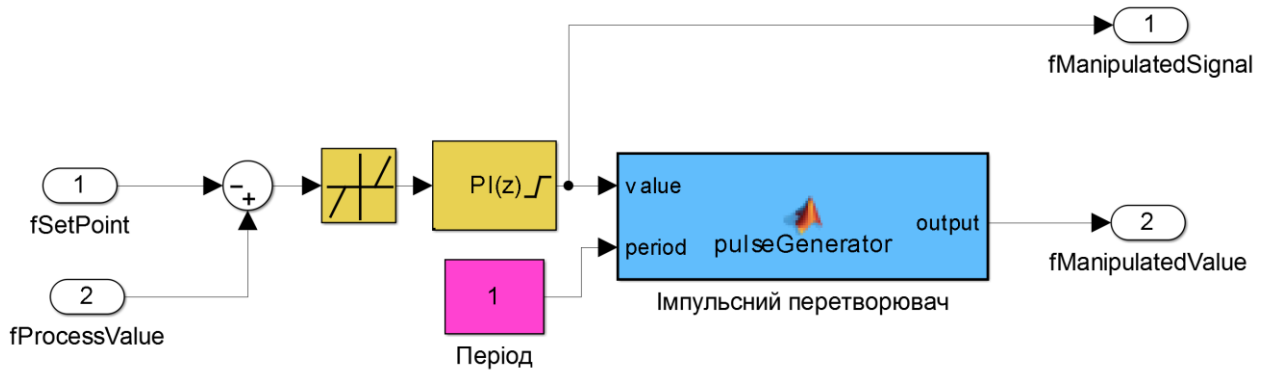 1
fManipulatedSignal
1
fSetPoint
−
+
PI(z)
value
period
pulseGenerator
output
2
fManipulatedValue
2
fProcessValue
1
Період
Імпульсний перетворювач